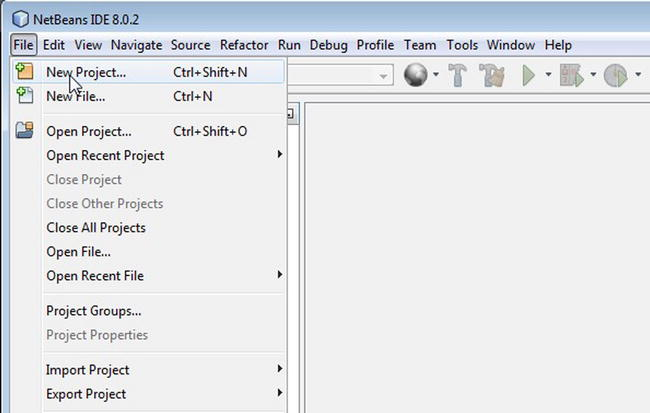 NetBeans IDE 8.0.2
File Edit View Navigate Source Refactor Run Debug Profile Team Tools Window Help
New Project... Ctrl+Shift+N
New File... Ctrl+N
Open Project... Ctrl+Shift+O
Open Recent Project
Close Project
Close Other Projects
Close All Projects
Open File...
Open Recent File
Project Groups...
Project Properties
Import Project
Export Project